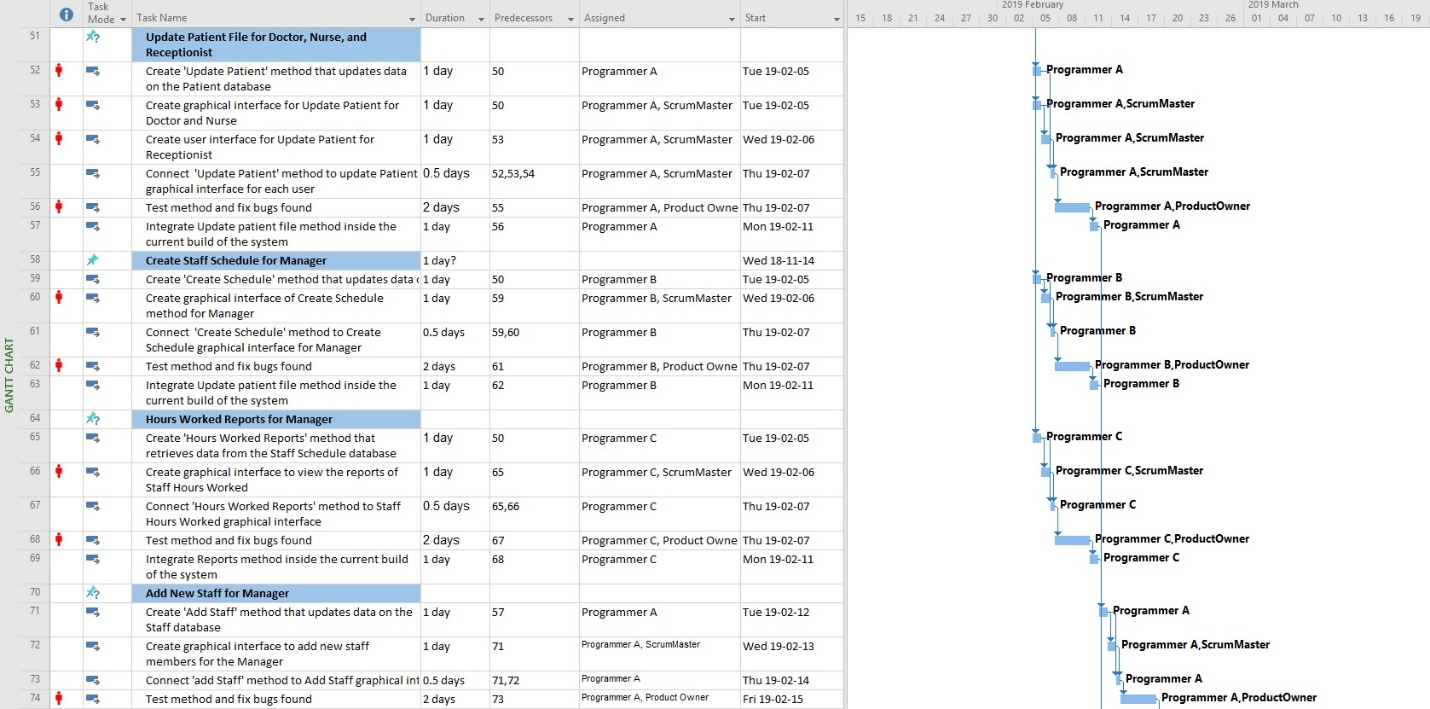 Task Mode Task Name Duration Predecessors Assigned Start
2019 February 2019 March
15 18 21 24 27 30 02 05 08 11 14 17 20 23 26 01 04 07 10 13 16 19
GANTT CHART
51 Update Patient File for Doctor, Nurse, and
Receptionist
52 Create 'Update Patient' method that updates data 1 day 50 Programmer A Tue 19-02-05 Programmer A
on the Patient database
53 Create graphical interface for Update Patient for 1 day 50 Programmer A, ScrumMaster Tue 19-02-05 Programmer A,ScrumMaster
Doctor and Nurse
54 Create user interface for Update Patient for 1 day 53 Programmer A, ScrumMaster Wed 19-02-06 Programmer A,ScrumMaster
Receptionist
55 Connect 'Update Patient' method to update Patient 0.5 days 52,53,54 Programmer A, ScrumMaster Thu 19-02-07 Programmer A,ScrumMaster
graphical interface for each user
56 Test method and fix bugs found 2 days 55 Programmer A, Product Owne Thu 19-02-07 Programmer A,ProductOwner
57 Integrate Update patient file method inside the 1 day 56 Programmer A Mon 19-02-11 Programmer A
current build of the system
58 Create Staff Schedule for Manager 1 day? Wed 18-11-14
59 Create 'Create Schedule' method that updates data 1 day 50 Programmer B Tue 19-02-05 Programmer B
60 Create graphical interface of Create Schedule 1 day 59 Programmer B, ScrumMaster Wed 19-02-06 Programmer B,ScrumMaster
method for Manager
61 Connect 'Create Schedule' method to Create 0.5 days 59,60 Programmer B Thu 19-02-07 Programmer B
Schedule graphical interface for Manager
62 Test method and fix bugs found 2 days 61 Programmer B, Product Owne Thu 19-02-07 Programmer B,ProductOwner
63 Integrate Update patient file method inside the 1 day 62 Programmer B Mon 19-02-11 Programmer B
current build of the system
64 Hours Worked Reports for Manager
65 Create 'Hours Worked Reports' method that 1 day 50 Programmer C Tue 19-02-05 Programmer C
retrieves data from the Staff Schedule database
66 Create graphical interface to view the reports of 1 day 65 Programmer C, ScrumMaster Wed 19-02-06 Programmer C,ScrumMaster
Staff Hours Worked
67 Connect 'Hours Worked Reports' method to Staff 0.5 days 65,66 Programmer C Thu 19-02-07 Programmer C
Hours Worked graphical interface
68 Test method and fix bugs found 2 days 67 Programmer C, Product Owne Thu 19-02-07 Programmer C,ProductOwner
69 Integrate Reports method inside the current build 1 day 68 Programmer C Mon 19-02-11 Programmer C
of the system
70 Add New Staff for Manager
71 Create 'Add Staff' method that updates data on the 1 day 57 Programmer A Tue 19-02-12 Programmer A
Staff database
72 Create graphical interface to add new staff 1 day 71 Programmer A, ScrumMaster Wed 19-02-13 Programmer A,ScrumMaster
members for the Manager
73 Connect 'add Staff' method to Add Staff graphical int 0.5 days 71,72 Programmer A Thu 19-02-14 Programmer A
74 Test method and fix bugs found 2 days 73 Programmer A, Product Owner Fri 19-02-15 Programmer A,ProductOwner